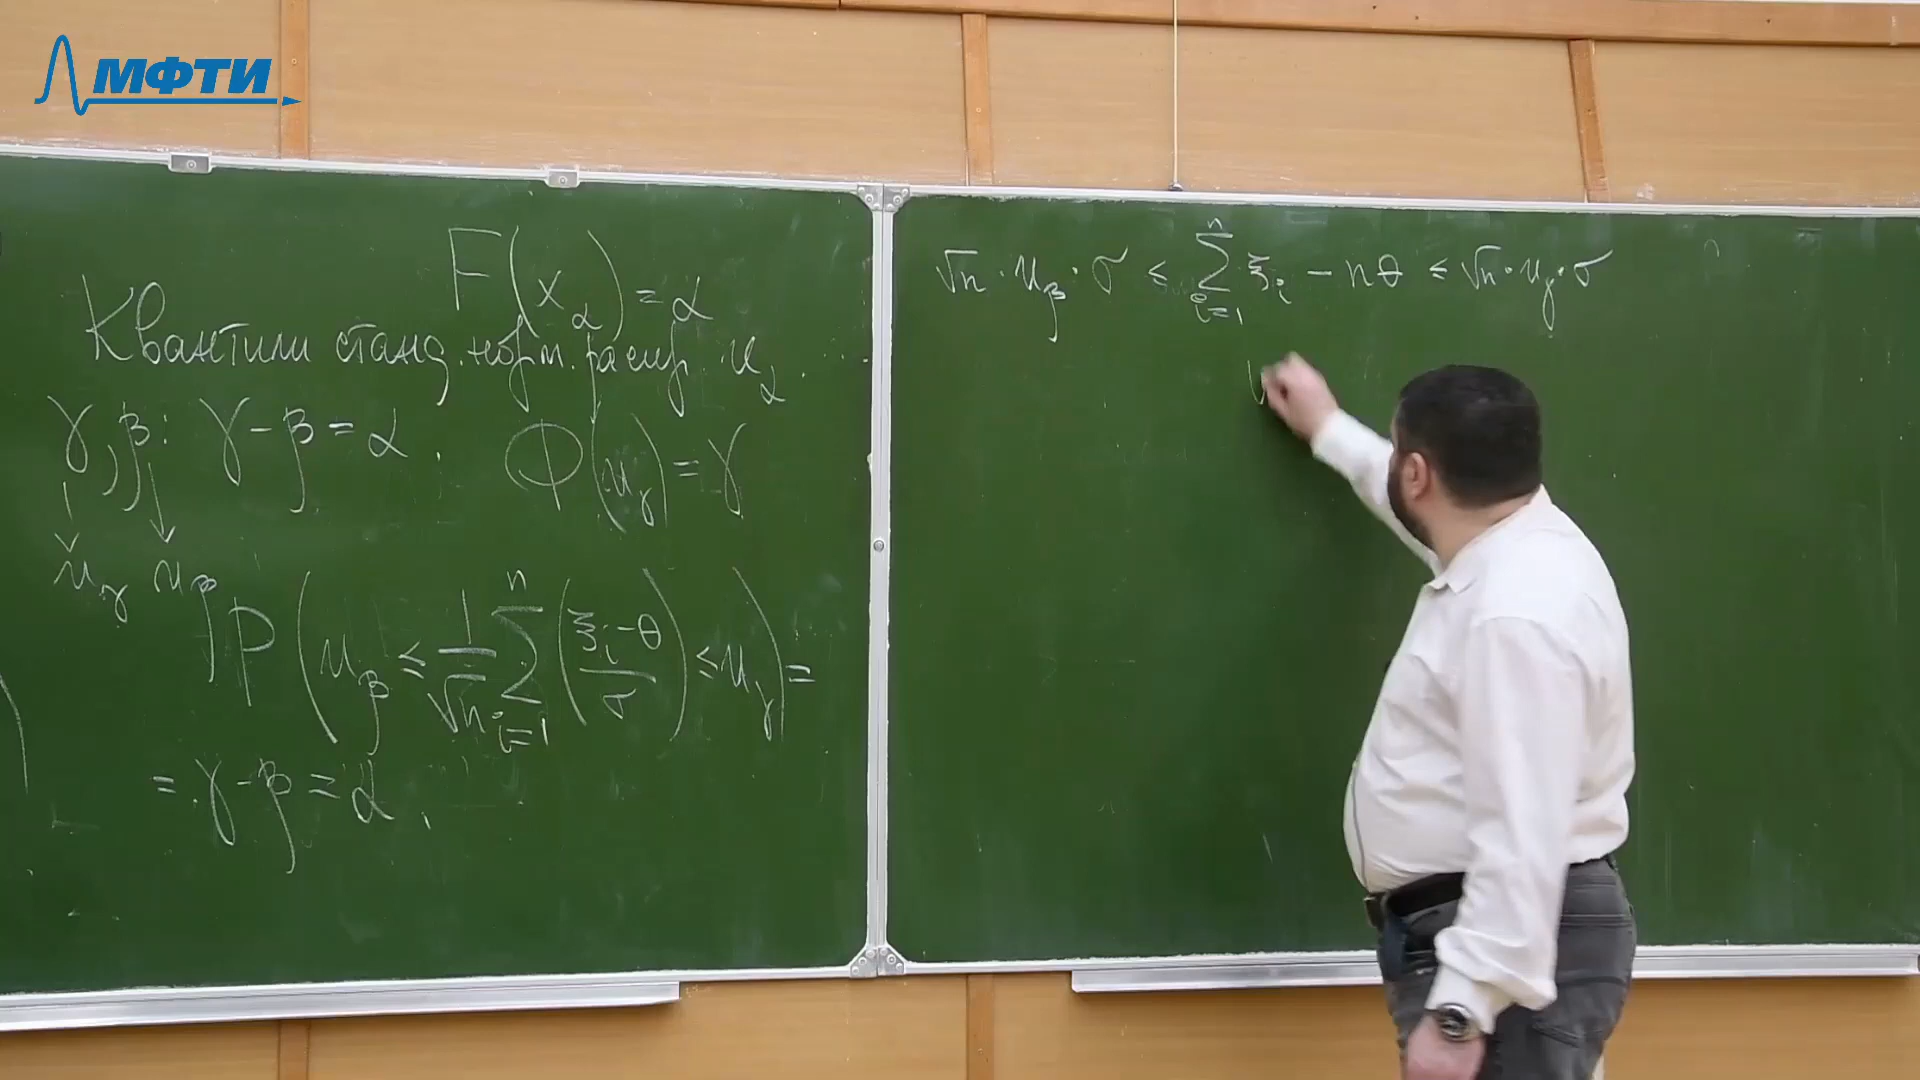 МФТИ
F(x_α) = α
Квантили станд. норм. распр. u_α.
γ, β: γ - β = α. Φ(u_γ) = γ
u_γ u_β
P(u_β ≤ 1/√n ∑_{i=1}^{n} ((ξ_i - θ)/σ) ≤ u_γ) =
= γ - β = α.
√n · u_β · σ ≤ ∑_{i=1}^{n} ξ_i - nθ ≤ √n · u_γ · σ